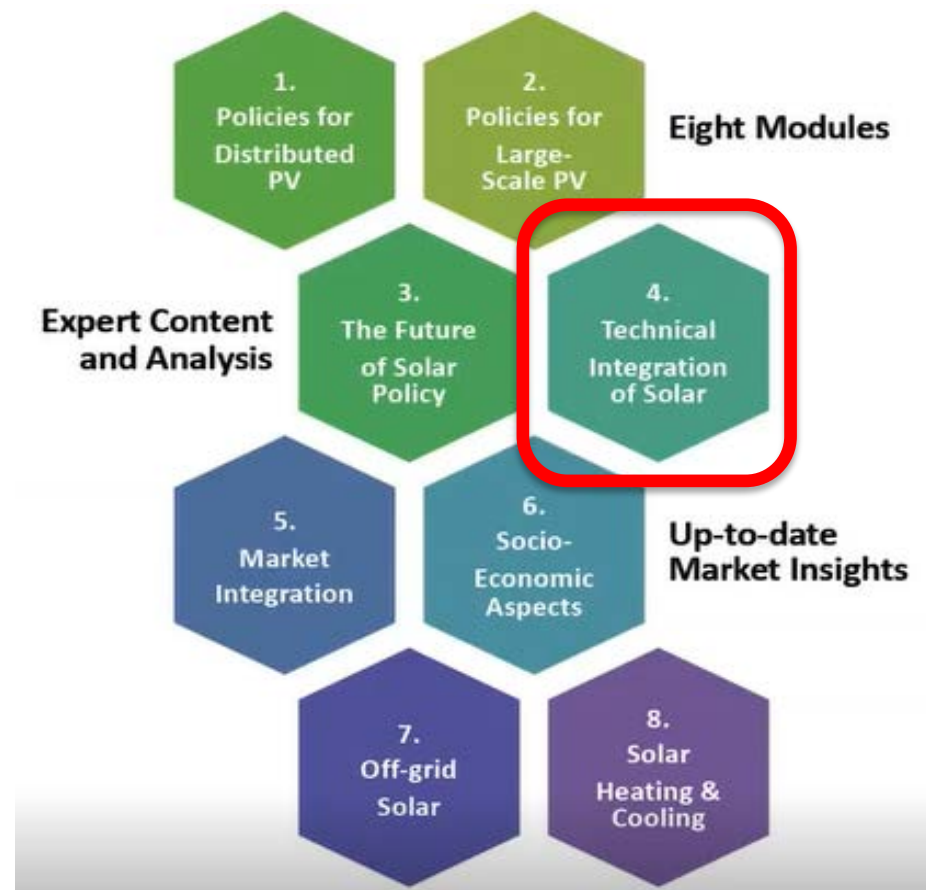 1.
Policies for
Distributed
PV
2.
Policies for
Large-
Scale PV
Eight Modules
Expert Content
and Analysis
3.
The Future
of Solar
Policy
4.
Technical
Integration
of Solar
5.
Market
Integration
6.
Socio-
Economic
Aspects
Up-to-date
Market Insights
7.
Off-grid
Solar
8.
Solar
Heating &
Cooling